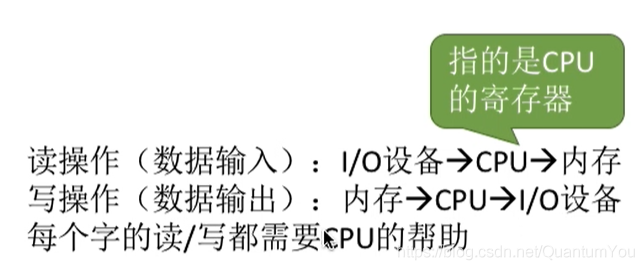 指的是CPU
的寄存器
读操作（数据输入）：I/O设备→CPU→内存
写操作（数据输出）：内存→CPU→I/O设备
每个字的读/写都需要CPU的帮助
https://blog.csdn.net/QuantumYou